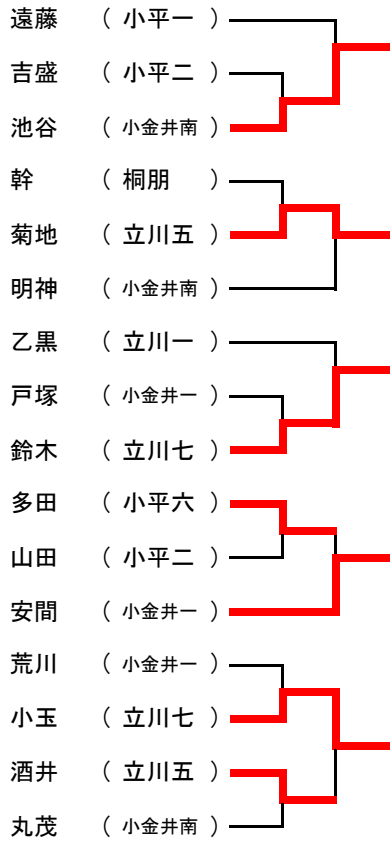 遠藤 （ 小平一 ）
吉盛 （ 小平二 ）
池谷 （ 小金井南 ）
幹 （ 桐朋 ）
菊地 （ 立川五 ）
明神 （ 小金井南 ）
乙黒 （ 立川一 ）
戸塚 （ 小金井一 ）
鈴木 （ 立川七 ）
多田 （ 小平六 ）
山田 （ 小平二 ）
安間 （ 小金井一 ）
荒川 （ 小金井一 ）
小玉 （ 立川七 ）
酒井 （ 立川五 ）
丸茂 （ 小金井南 ）